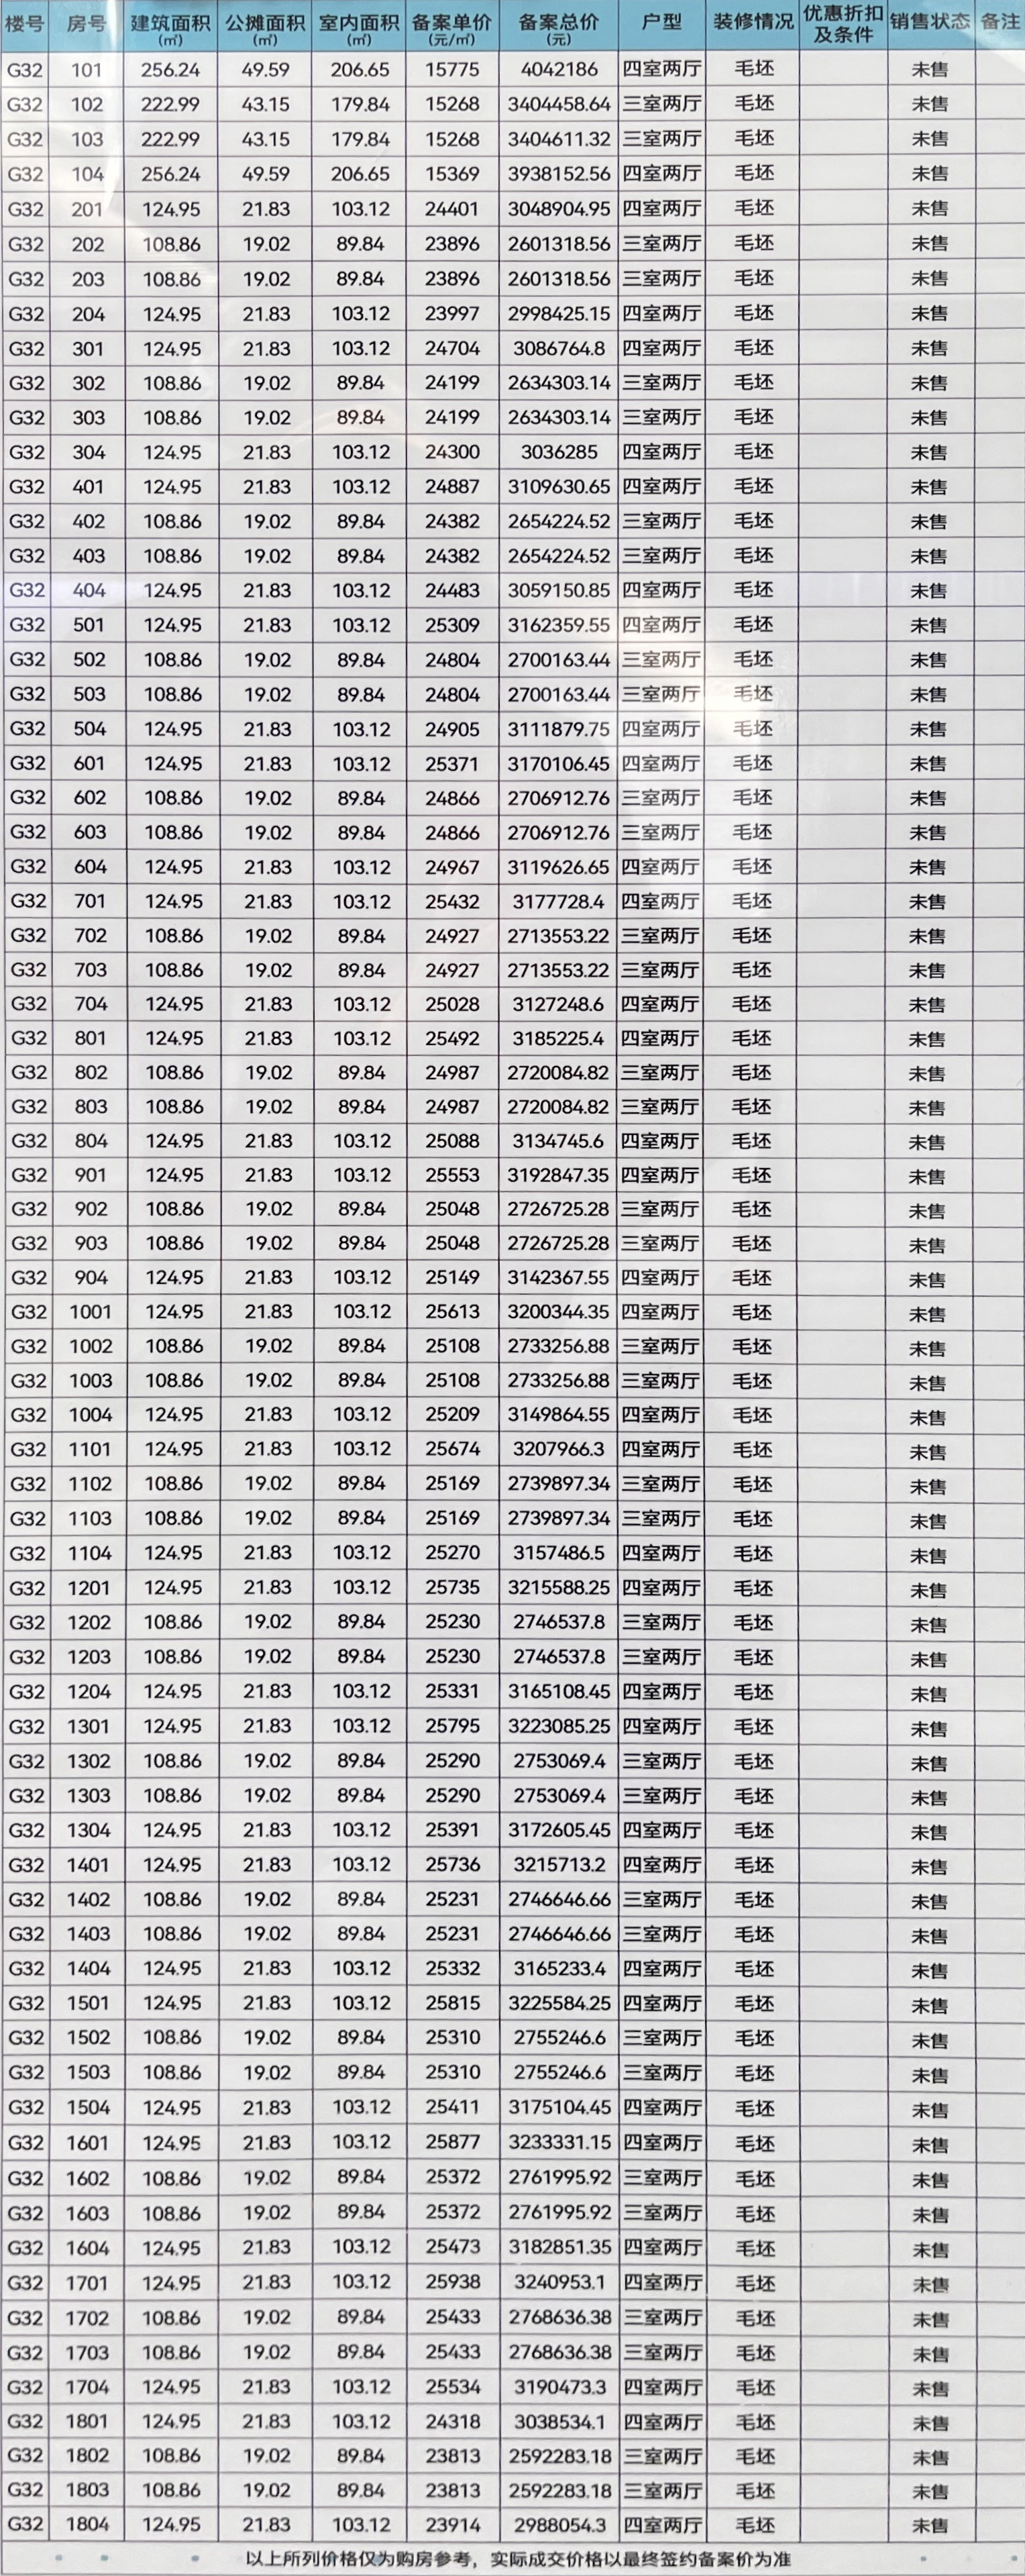 楼号 房号 建筑面积(㎡) 公摊面积(㎡) 室内面积(㎡) 备案单价(元/㎡) 备案总价(元) 户型 装修情况 优惠折扣及条件 销售状态 备注
G32 101 256.24 49.59 206.65 15775 4042186 四室两厅 毛坯 未售
G32 102 222.99 43.15 179.84 15268 3404458.64 三室两厅 毛坯 未售
G32 103 222.99 43.15 179.84 15268 3404611.32 三室两厅 毛坯 未售
G32 104 256.24 49.59 206.65 15369 3938152.56 四室两厅 毛坯 未售
G32 201 124.95 21.83 103.12 24401 3048904.95 四室两厅 毛坯 未售
G32 202 108.86 19.02 89.84 23896 2601318.56 三室两厅 毛坯 未售
G32 203 108.86 19.02 89.84 23896 2601318.56 三室两厅 毛坯 未售
G32 204 124.95 21.83 103.12 23997 2998425.15 四室两厅 毛坯 未售
G32 301 124.95 21.83 103.12 24704 3086764.8 四室两厅 毛坯 未售
G32 302 108.86 19.02 89.84 24199 2634303.14 三室两厅 毛坯 未售
G32 303 108.86 19.02 89.84 24199 2634303.14 三室两厅 毛坯 未售
G32 304 124.95 21.83 103.12 24300 3036285 四室两厅 毛坯 未售
G32 401 124.95 21.83 103.12 24887 3109630.65 四室两厅 毛坯 未售
G32 402 108.86 19.02 89.84 24382 2654224.52 三室两厅 毛坯 未售
G32 403 108.86 19.02 89.84 24382 2654224.52 三室两厅 毛坯 未售
G32 404 124.95 21.83 103.12 24483 3059150.85 四室两厅 毛坯 未售
G32 501 124.95 21.83 103.12 25309 3162359.55 四室两厅 毛坯 未售
G32 502 108.86 19.02 89.84 24804 2700163.44 三室两厅 毛坯 未售
G32 503 108.86 19.02 89.84 24804 2700163.44 三室两厅 毛坯 未售
G32 504 124.95 21.83 103.12 24905 3111879.75 四室两厅 毛坯 未售
G32 601 124.95 21.83 103.12 25371 3170106.45 四室两厅 毛坯 未售
G32 602 108.86 19.02 89.84 24866 2706912.76 三室两厅 毛坯 未售
G32 603 108.86 19.02 89.84 24866 2706912.76 三室两厅 毛坯 未售
G32 604 124.95 21.83 103.12 24967 3119626.65 四室两厅 毛坯 未售
G32 701 124.95 21.83 103.12 25432 3177728.4 四室两厅 毛坯 未售
G32 702 108.86 19.02 89.84 24927 2713553.22 三室两厅 毛坯 未售
G32 703 108.86 19.02 89.84 24927 2713553.22 三室两厅 毛坯 未售
G32 704 124.95 21.83 103.12 25028 3127248.6 四室两厅 毛坯 未售
G32 801 124.95 21.83 103.12 25492 3185225.4 四室两厅 毛坯 未售
G32 802 108.86 19.02 89.84 24987 2720084.82 三室两厅 毛坯 未售
G32 803 108.86 19.02 89.84 24987 2720084.82 三室两厅 毛坯 未售
G32 804 124.95 21.83 103.12 25088 3134745.6 四室两厅 毛坯 未售
G32 901 124.95 21.83 103.12 25553 3192847.35 四室两厅 毛坯 未售
G32 902 108.86 19.02 89.84 25048 2726725.28 三室两厅 毛坯 未售
G32 903 108.86 19.02 89.84 25048 2726725.28 三室两厅 毛坯 未售
G32 904 124.95 21.83 103.12 25149 3142367.55 四室两厅 毛坯 未售
G32 1001 124.95 21.83 103.12 25613 3200344.35 四室两厅 毛坯 未售
G32 1002 108.86 19.02 89.84 25108 2733256.88 三室两厅 毛坯 未售
G32 1003 108.86 19.02 89.84 25108 2733256.88 三室两厅 毛坯 未售
G32 1004 124.95 21.83 103.12 25209 3149864.55 四室两厅 毛坯 未售
G32 1101 124.95 21.83 103.12 25674 3207966.3 四室两厅 毛坯 未售
G32 1102 108.86 19.02 89.84 25169 2739897.34 三室两厅 毛坯 未售
G32 1103 108.86 19.02 89.84 25169 2739897.34 三室两厅 毛坯 未售
G32 1104 124.95 21.83 103.12 25270 3157486.5 四室两厅 毛坯 未售
G32 1201 124.95 21.83 103.12 25735 3215588.25 四室两厅 毛坯 未售
G32 1202 108.86 19.02 89.84 25230 2746537.8 三室两厅 毛坯 未售
G32 1203 108.86 19.02 89.84 25230 2746537.8 三室两厅 毛坯 未售
G32 1204 124.95 21.83 103.12 25331 3165108.45 四室两厅 毛坯 未售
G32 1301 124.95 21.83 103.12 25795 3223085.25 四室两厅 毛坯 未售
G32 1302 108.86 19.02 89.84 25290 2753069.4 三室两厅 毛坯 未售
G32 1303 108.86 19.02 89.84 25290 2753069.4 三室两厅 毛坯 未售
G32 1304 124.95 21.83 103.12 25391 3172605.45 四室两厅 毛坯 未售
G32 1401 124.95 21.83 103.12 25736 3215713.2 四室两厅 毛坯 未售
G32 1402 108.86 19.02 89.84 25231 2746646.66 三室两厅 毛坯 未售
G32 1403 108.86 19.02 89.84 25231 2746646.66 三室两厅 毛坯 未售
G32 1404 124.95 21.83 103.12 25332 3165233.4 四室两厅 毛坯 未售
G32 1501 124.95 21.83 103.12 25815 3225584.25 四室两厅 毛坯 未售
G32 1502 108.86 19.02 89.84 25310 2755246.6 三室两厅 毛坯 未售
G32 1503 108.86 19.02 89.84 25310 2755246.6 三室两厅 毛坯 未售
G32 1504 124.95 21.83 103.12 25411 3175104.45 四室两厅 毛坯 未售
G32 1601 124.95 21.83 103.12 25877 3233331.15 四室两厅 毛坯 未售
G32 1602 108.86 19.02 89.84 25372 2761995.92 三室两厅 毛坯 未售
G32 1603 108.86 19.02 89.84 25372 2761995.92 三室两厅 毛坯 未售
G32 1604 124.95 21.83 103.12 25473 3182851.35 四室两厅 毛坯 未售
G32 1701 124.95 21.83 103.12 25938 3240953.1 四室两厅 毛坯 未售
G32 1702 108.86 19.02 89.84 25433 2768636.38 三室两厅 毛坯 未售
G32 1703 108.86 19.02 89.84 25433 2768636.38 三室两厅 毛坯 未售
G32 1704 124.95 21.83 103.12 25534 3190473.3 四室两厅 毛坯 未售
G32 1801 124.95 21.83 103.12 24318 3038534.1 四室两厅 毛坯 未售
G32 1802 108.86 19.02 89.84 23813 2592283.18 三室两厅 毛坯 未售
G32 1803 108.86 19.02 89.84 23813 2592283.18 三室两厅 毛坯 未售
G32 1804 124.95 21.83 103.12 23914 2988054.3 四室两厅 毛坯 未售
以上所列价格仅为购房参考，实际成交价格以最终签约备案价为准